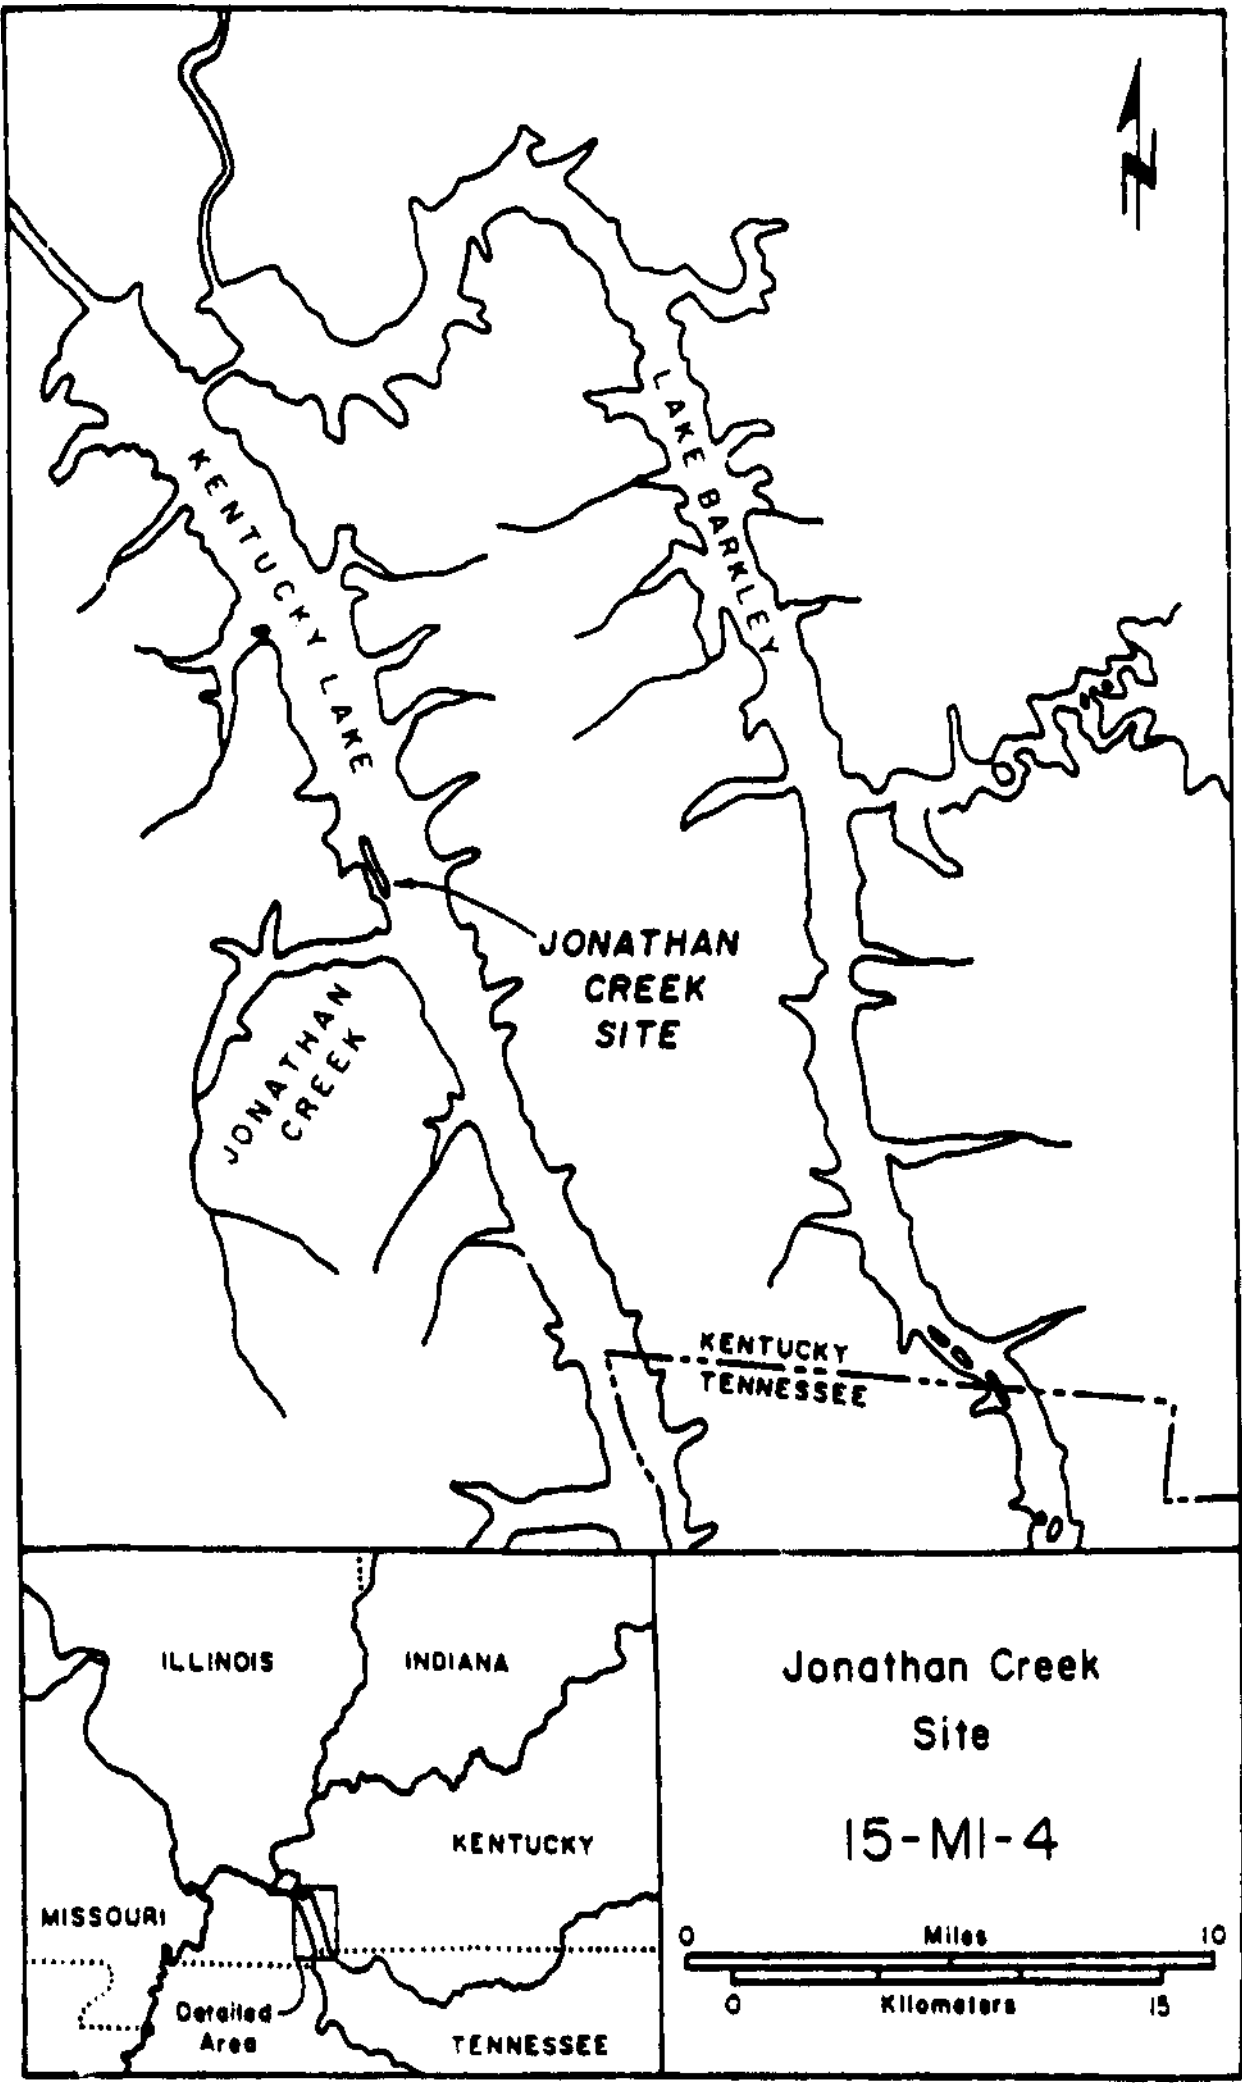 N
LAKE BARKLEY
KENTUCKY LAKE
JONATHAN
CREEK
SITE
JONATHAN
CREEK
KENTUCKY
TENNESSEE
ILLINOIS
INDIANA
KENTUCKY
MISSOURI
Detailed
Area
TENNESSEE
Jonathan Creek
Site
15-MI-4
0 Miles 10
0 Kilometers 15